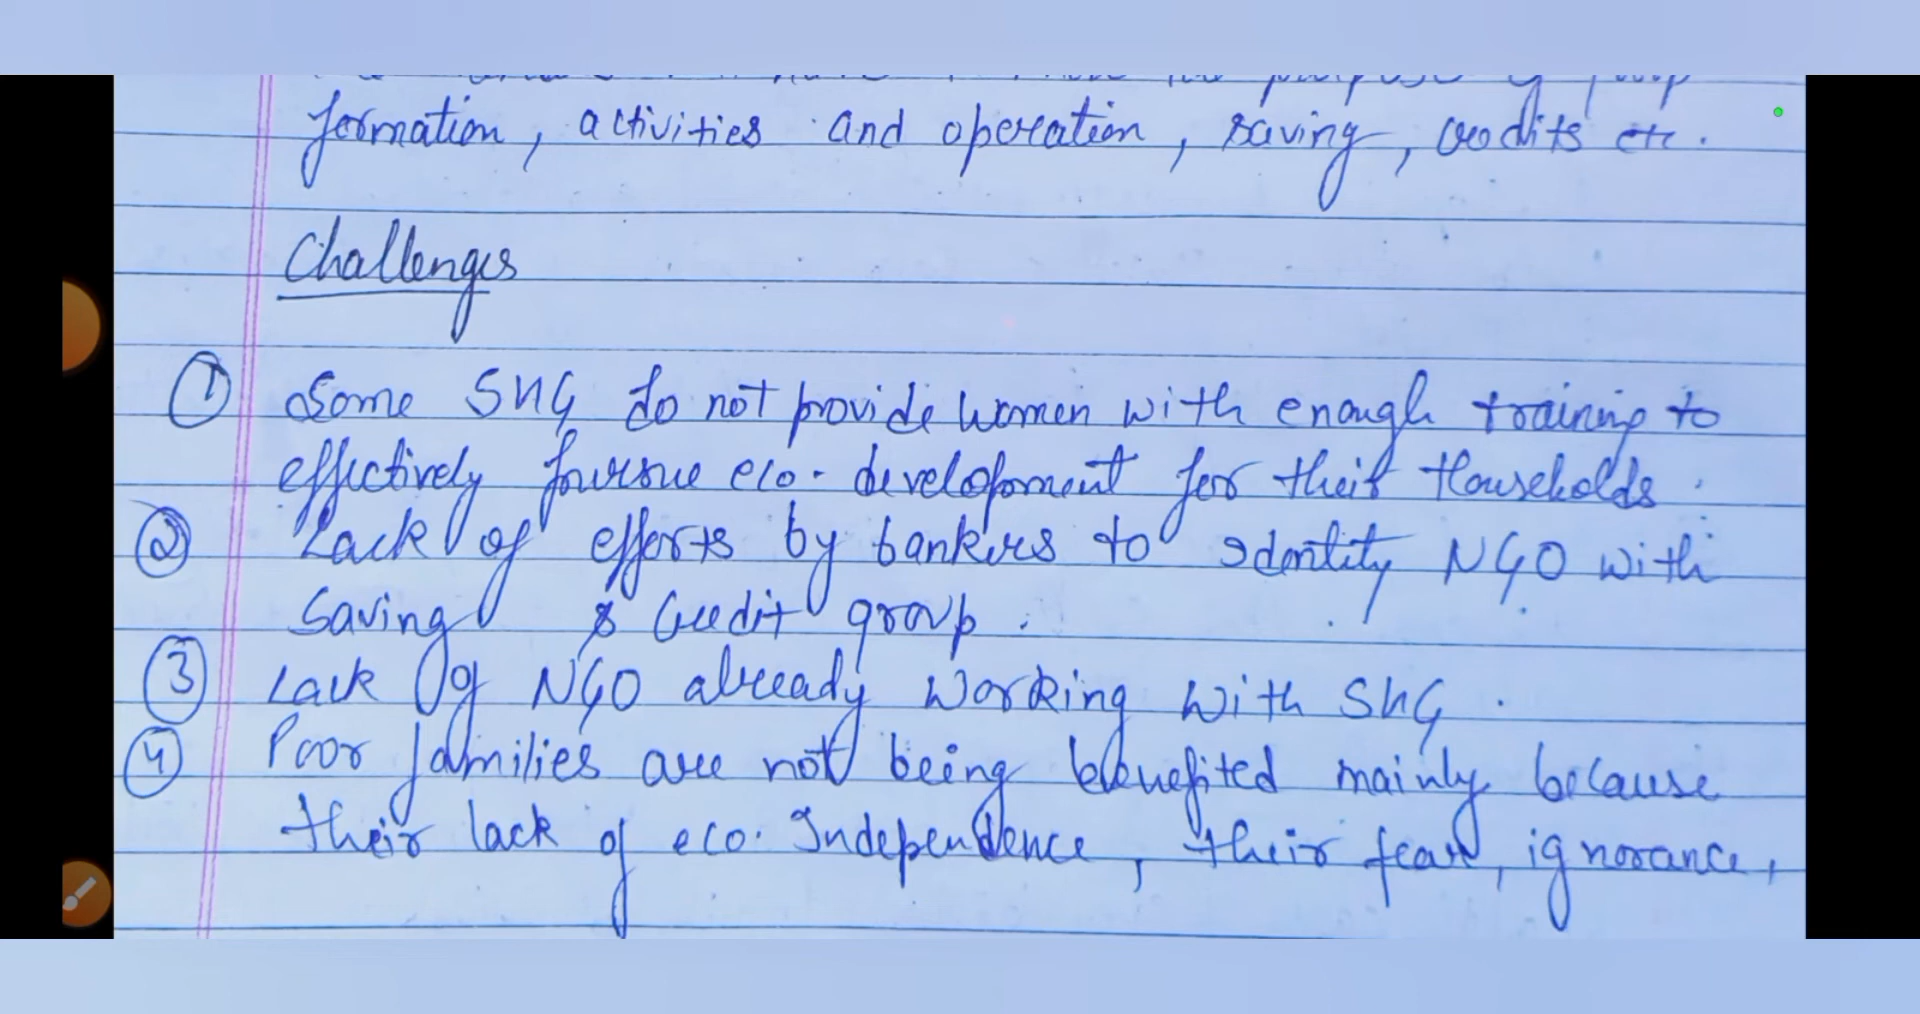 purpose of group
formation, activities and operation, saving, credits etc.
Challenges
① Some SHG do not provide women with enough training to
effectively pursue eco. development for their Households.
② Lack of efforts by bankers to Identity NGO with
Saving & Credit group.
③ Lack of NGO already working with SHG.
④ Poor families are not being benefited mainly because
their lack of eco. Independence, their fear, ignorance,